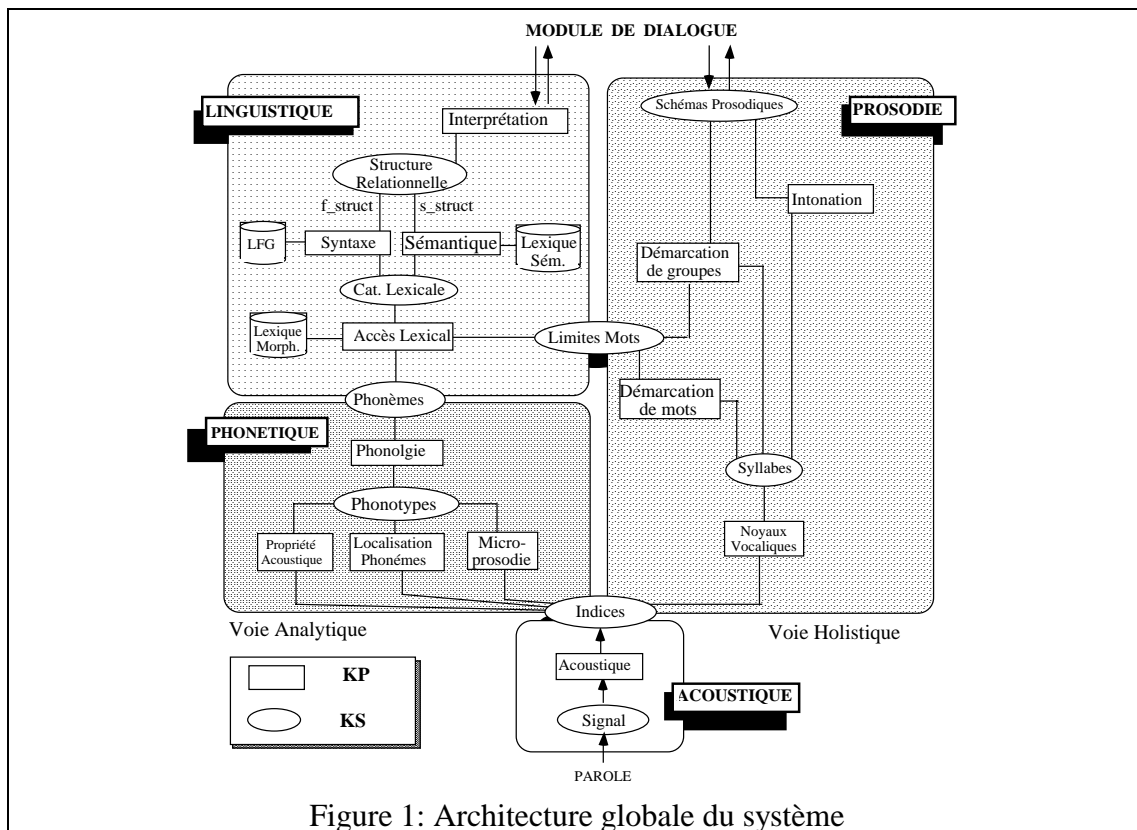 MODULE DE DIALOGUE
LINGUISTIQUE
Interprétation
Structure
Relationnelle
f_struct
s_struct
LFG
Syntaxe
Sémantique
Lexique
Sém.
Cat. Lexicale
Lexique
Morph.
Accès Lexical
Limites Mots
Phonèmes
PROSODIE
Schémas Prosodiques
Intonation
Démarcation
de groupes
Démarcation
de mots
Syllabes
Noyaux
Vocaliques
PHONETIQUE
Phonolgie
Phonotypes
Propriété
Acoustique
Localisation
Phonémes
Micro-
prosodie
Indices
Voie Analytique
Voie Holistique
KP
KS
Acoustique
ACOUSTIQUE
Signal
PAROLE
Figure 1: Architecture globale du système